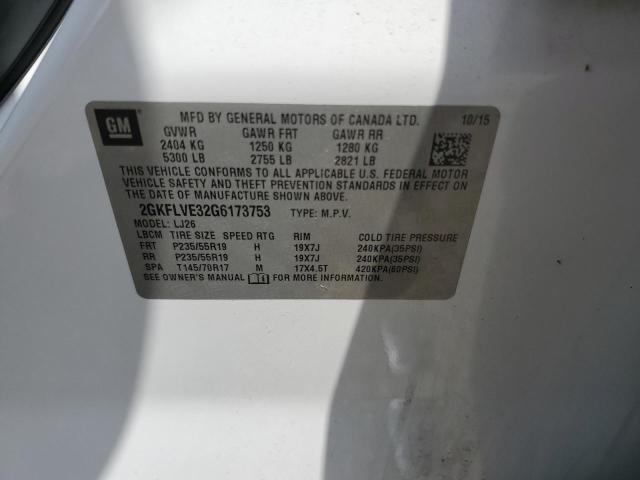 GM
MFD BY GENERAL MOTORS OF CANADA LTD. 10/15
GVWR GAWR FRT GAWR RR
2404 KG 1250 KG 1280 KG
5300 LB 2755 LB 2821 LB
THIS VEHICLE CONFORMS TO ALL APPLICABLE U.S. FEDERAL MOTOR
VEHICLE SAFETY AND THEFT PREVENTION STANDARDS IN EFFECT ON
THE DATE OF MANUFACTURE SHOWN ABOVE.
2GKFLVE32G6173753 TYPE: M.P.V.
MODEL: LJ26
LBCM TIRE SIZE SPEED RTG RIM COLD TIRE PRESSURE
FRT P235/55R19 H 19X7J 240KPA(35PSI)
RR P235/55R19 H 19X7J 240KPA(35PSI)
SPA T145/70R17 M 17X4.5T 420KPA(60PSI)
SEE OWNER'S MANUAL FOR MORE INFORMATION.